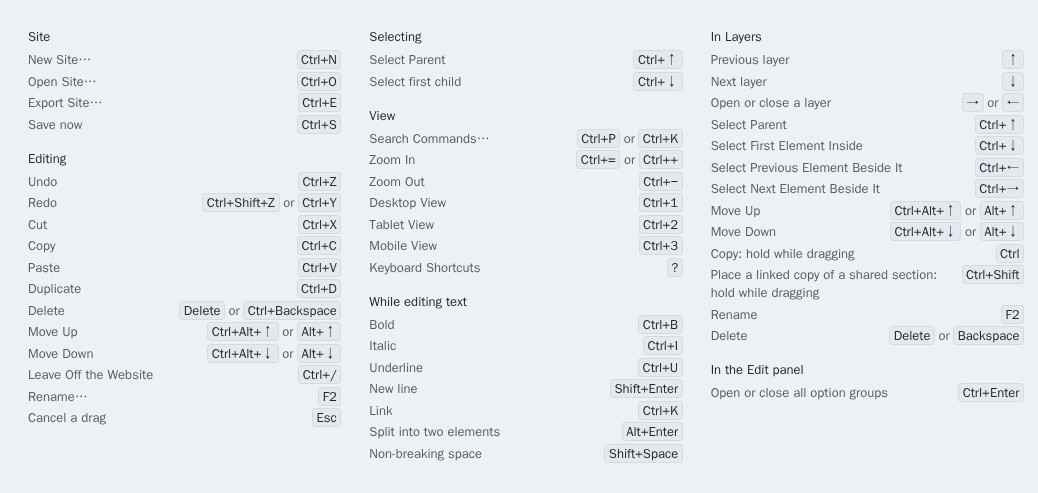 Site
New Site… Ctrl+N
Open Site… Ctrl+O
Export Site… Ctrl+E
Save now Ctrl+S
Editing
Undo Ctrl+Z
Redo Ctrl+Shift+Z or Ctrl+Y
Cut Ctrl+X
Copy Ctrl+C
Paste Ctrl+V
Duplicate Ctrl+D
Delete Delete or Ctrl+Backspace
Move Up Ctrl+Alt+↑ or Alt+↑
Move Down Ctrl+Alt+↓ or Alt+↓
Leave Off the Website Ctrl+/
Rename… F2
Cancel a drag Esc
Selecting
Select Parent Ctrl+↑
Select first child Ctrl+↓
View
Search Commands… Ctrl+P or Ctrl+K
Zoom In Ctrl+= or Ctrl++
Zoom Out Ctrl+−
Desktop View Ctrl+1
Tablet View Ctrl+2
Mobile View Ctrl+3
Keyboard Shortcuts ?
While editing text
Bold Ctrl+B
Italic Ctrl+I
Underline Ctrl+U
New line Shift+Enter
Link Ctrl+K
Split into two elements Alt+Enter
Non-breaking space Shift+Space
In Layers
Previous layer ↑
Next layer ↓
Open or close a layer → or ←
Select Parent Ctrl+↑
Select First Element Inside Ctrl+↓
Select Previous Element Beside It Ctrl+←
Select Next Element Beside It Ctrl+→
Move Up Ctrl+Alt+↑ or Alt+↑
Move Down Ctrl+Alt+↓ or Alt+↓
Copy: hold while dragging Ctrl
Place a linked copy of a shared section: Ctrl+Shift
hold while dragging
Rename F2
Delete Delete or Backspace
In the Edit panel
Open or close all option groups Ctrl+Enter